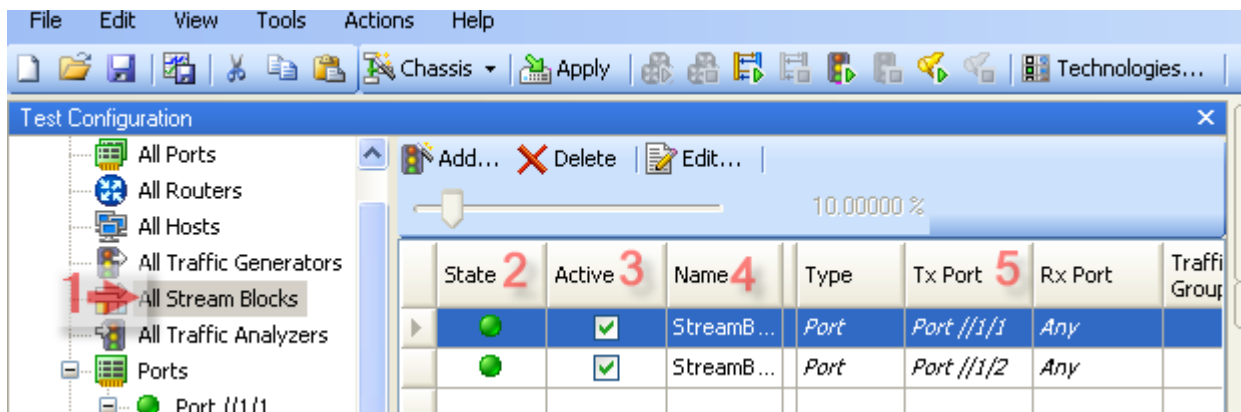 File Edit View Tools Actions Help
Chassis Apply Technologies...
Test Configuration
All Ports
All Routers
All Hosts
All Traffic Generators
1 All Stream Blocks
All Traffic Analyzers
Ports
Port //1/1
Add... Delete Edit...
10.00000 %
State 2 Active 3 Name 4 Type Tx Port 5 Rx Port Traffi
Group
StreamB... Port Port //1/1 Any
StreamB... Port Port //1/2 Any